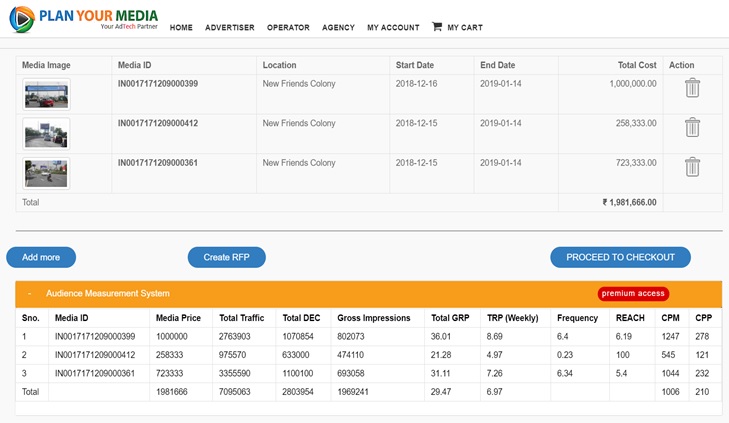 PLAN YOUR MEDIA
Your AdTech Partner
HOME ADVERTISER OPERATOR AGENCY MY ACCOUNT MY CART
Media Image Media ID Location Start Date End Date Total Cost Action
IN0017171209000399 New Friends Colony 2018-12-16 2019-01-14 1,000,000.00
IN0017171209000412 New Friends Colony 2018-12-15 2019-01-14 258,333.00
IN0017171209000361 New Friends Colony 2018-12-15 2019-01-14 723,333.00
Total ₹ 1,981,666.00
Add more Create RFP PROCEED TO CHECKOUT
- Audience Measurement System premium access
Sno. Media ID Media Price Total Traffic Total DEC Gross Impressions Total GRP TRP (Weekly) Frequency REACH CPM CPP
1 IN0017171209000399 1000000 2763903 1070854 802073 36.01 8.69 6.4 6.19 1247 278
2 IN0017171209000412 258333 975570 633000 474110 21.28 4.97 0.23 100 545 121
3 IN0017171209000361 723333 3355590 1100100 693058 31.11 7.26 6.34 5.4 1044 232
Total 1981666 7095063 2803954 1969241 29.47 6.97 1006 210